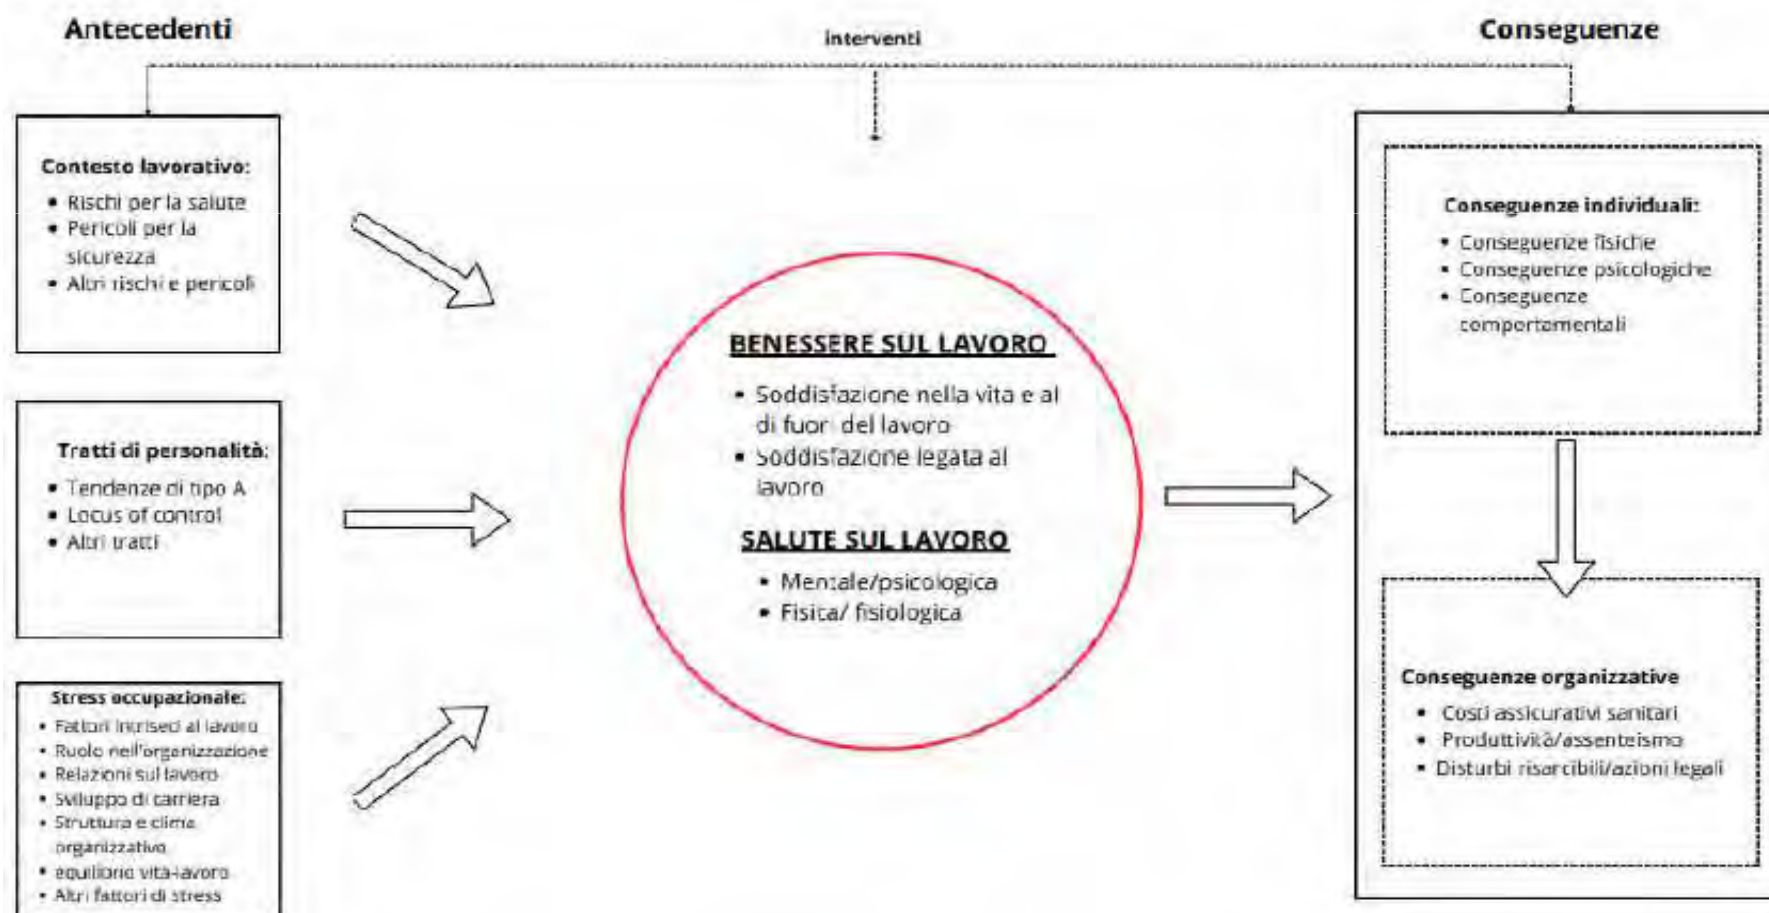 Antecedenti
interventi
Conseguenze
Contesto lavorativo:
• Rischi per la salute
• Pericoli per la
sicurezza
• Altri rischi e pericoli
Tratti di personalità:
• Tendenze di tipo A
• Locus of control
• Altri tratti
Stress occupazionale:
• Fattori intriseci al lavoro
• Ruolo nell'organizzazione
• Relazioni sul lavoro
• Sviluppo di carriera
• Struttura e clima
organizzativo
• equilibrio vita-lavoro
• Altri fattori di stress
BENESSERE SUL LAVORO
• Soddisfazione nella vita e al
di fuori del lavoro
• Soddisfazione legata al
lavoro
SALUTE SUL LAVORO
• Mentale/psicologica
• Fisica/ fisiologica
Conseguenze individuali:
• Conseguenze fisiche
• Conseguenze psicologiche
• Conseguenze
comportamentali
Conseguenze organizzative
• Costi assicurativi sanitari
• Produttività/assenteismo
• Disturbi risarcibili/azioni legali